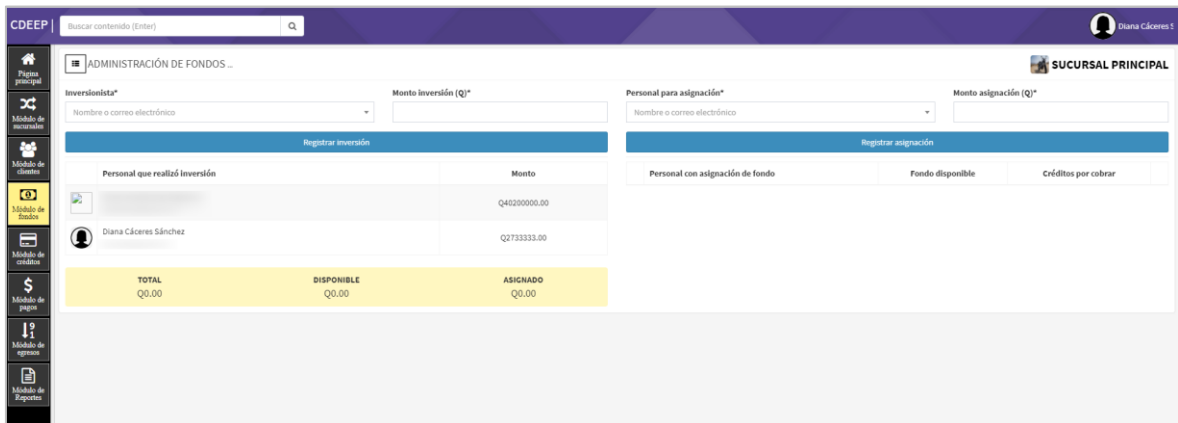 CDEEP |
Buscar contenido (Enter)
Diana Cáceres S
Página
principal
Módulo de
sucursales
Módulo de
clientes
Módulo de
fondos
Módulo de
créditos
Módulo de
pagos
Módulo de
egresos
Módulo de
Reportes
ADMINISTRACIÓN DE FONDOS ...
SUCURSAL PRINCIPAL
Inversionista*
Monto inversión (Q)*
Nombre o correo electrónico
Registrar inversión
Personal que realizó inversión
Monto
Q40200000.00
Diana Cáceres Sánchez
Q2733333.00
TOTAL
DISPONIBLE
ASIGNADO
Q0.00
Q0.00
Q0.00
Personal para asignación*
Monto asignación (Q)*
Nombre o correo electrónico
Registrar asignación
Personal con asignación de fondo
Fondo disponible
Créditos por cobrar